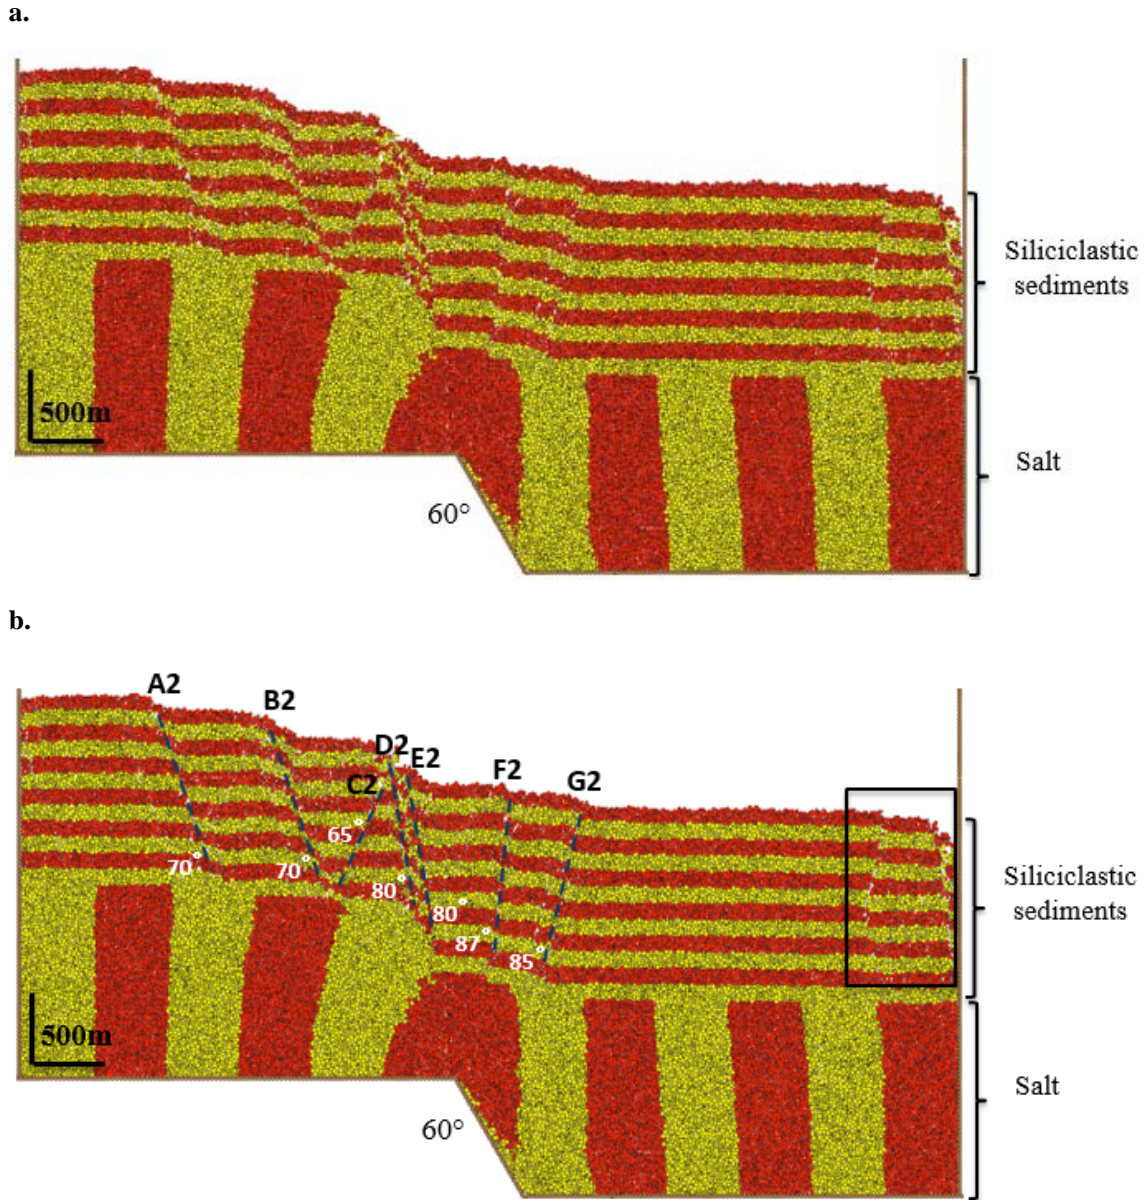 a.
Siliciclastic
sediments
500m
Salt
60°
b.
A2
B2
D2
E2
C2
F2
G2
65°
70°
70°
80°
80°
87°
85°
Siliciclastic
sediments
500m
Salt
60°